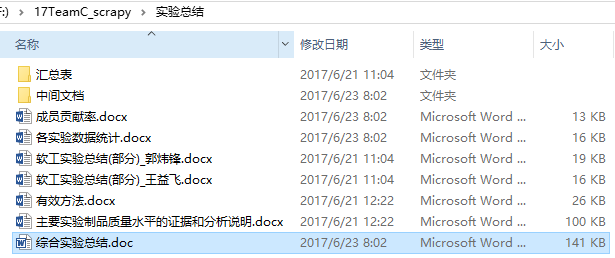 :) > 17TeamC_scrapy > 实验总结
名称 修改日期 类型 大小
汇总表 2017/6/21 11:04 文件夹
中间文档 2017/6/23 8:02 文件夹
成员贡献率.docx 2017/6/23 8:02 Microsoft Word ... 13 KB
各实验数据统计.docx 2017/6/23 8:02 Microsoft Word ... 16 KB
软工实验总结(部分)_郭炜锋.docx 2017/6/21 11:04 Microsoft Word ... 19 KB
软工实验总结(部分)_王益飞.docx 2017/6/21 11:04 Microsoft Word ... 16 KB
有效方法.docx 2017/6/21 12:22 Microsoft Word ... 26 KB
主要实验制品质量水平的证据和分析说明.docx 2017/6/21 12:22 Microsoft Word ... 100 KB
综合实验总结.doc 2017/6/23 8:02 Microsoft Word ... 141 KB